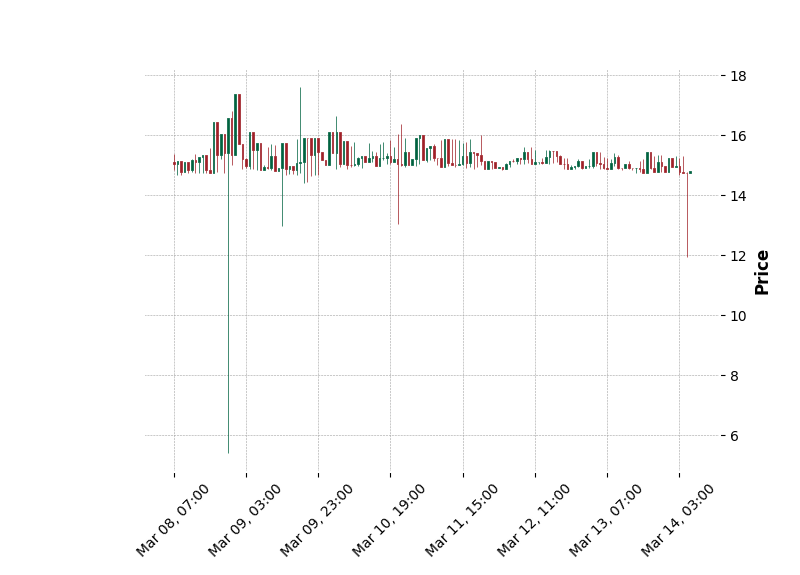 18
16
14
12
10
8
6
Price
Mar 08, 07:00
Mar 09, 03:00
Mar 09, 23:00
Mar 10, 19:00
Mar 11, 15:00
Mar 12, 11:00
Mar 13, 07:00
Mar 14, 03:00